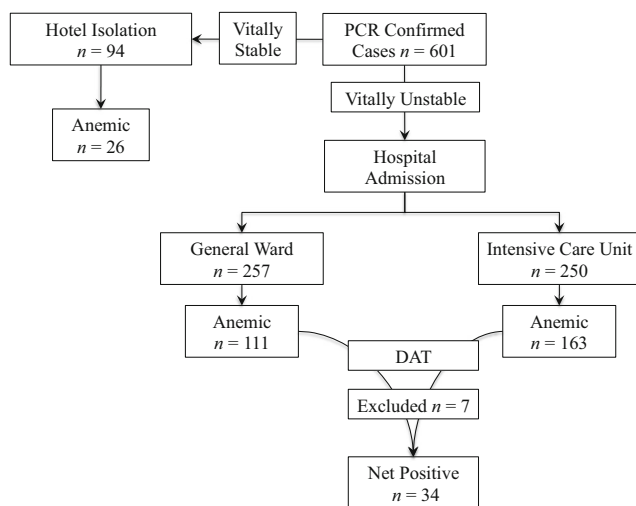 Hotel Isolation
n = 94
Vitally
Stable
PCR Confirmed
Cases n = 601
Vitally Unstable
Anemic
n = 26
Hospital
Admission
General Ward
n = 257
Intensive Care Unit
n = 250
Anemic
n = 111
Anemic
n = 163
DAT
Excluded n = 7
Net Positive
n = 34